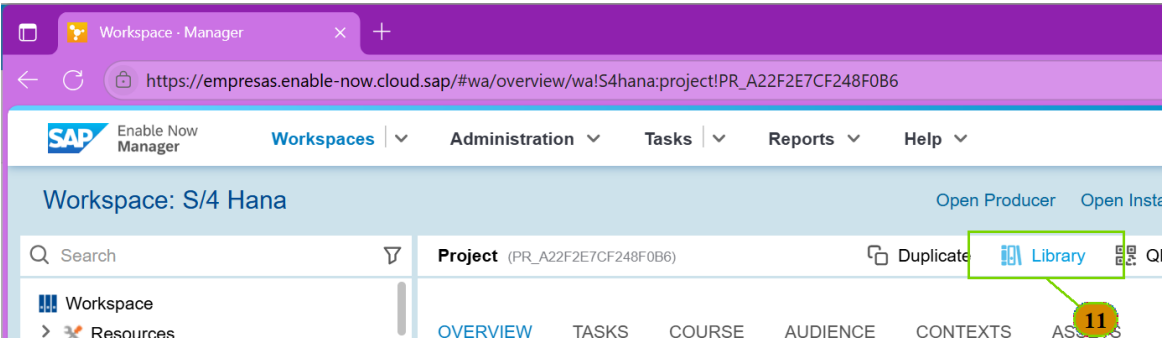 Workspace - Manager
https://empresas.enable-now.cloud.sap/#wa/overview/wa!S4hana:project!PR_A22F2E7CF248F0B6
SAP Enable Now Manager Workspaces Administration Tasks Reports Help
Workspace: S/4 Hana Open Producer Open Insta
Search Project (PR_A22F2E7CF248F0B6) Duplicate Library
Workspace
Resources OVERVIEW TASKS COURSE AUDIENCE CONTEXTS
11